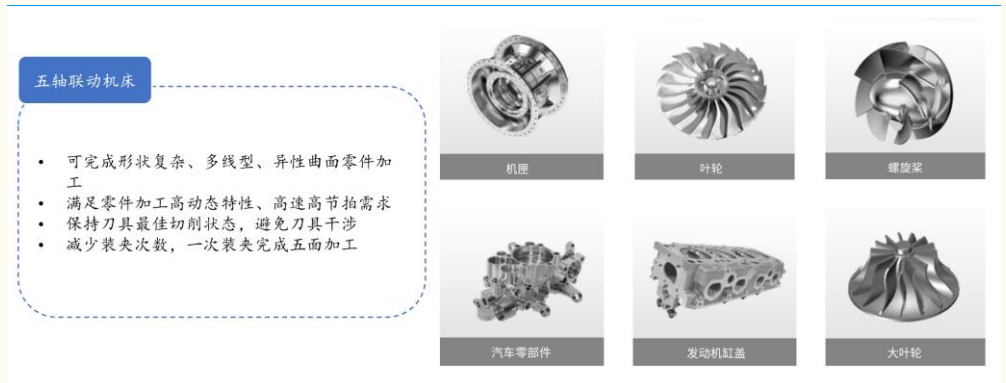 五轴联动机床
• 可完成形状复杂、多线型、异性曲面零件加
工
• 满足零件加工高动态特性、高速高节拍需求
• 保持刀具最佳切削状态，避免刀具干涉
• 减少装夹次数，一次装夹完成五面加工
机匣
叶轮
螺旋桨
汽车零部件
发动机缸盖
大叶轮